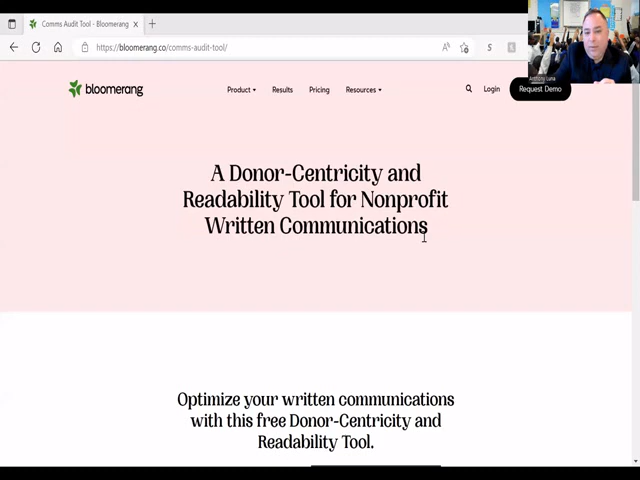 Comms Audit Tool - Bloomerang
https://bloomerang.co/comms-audit-tool/
bloomerang
Product
Results
Pricing
Resources
Login
Request Demo
A Donor-Centricity and
Readability Tool for Nonprofit
Written Communications
Optimize your written communications
with this free Donor-Centricity and
Readability Tool.